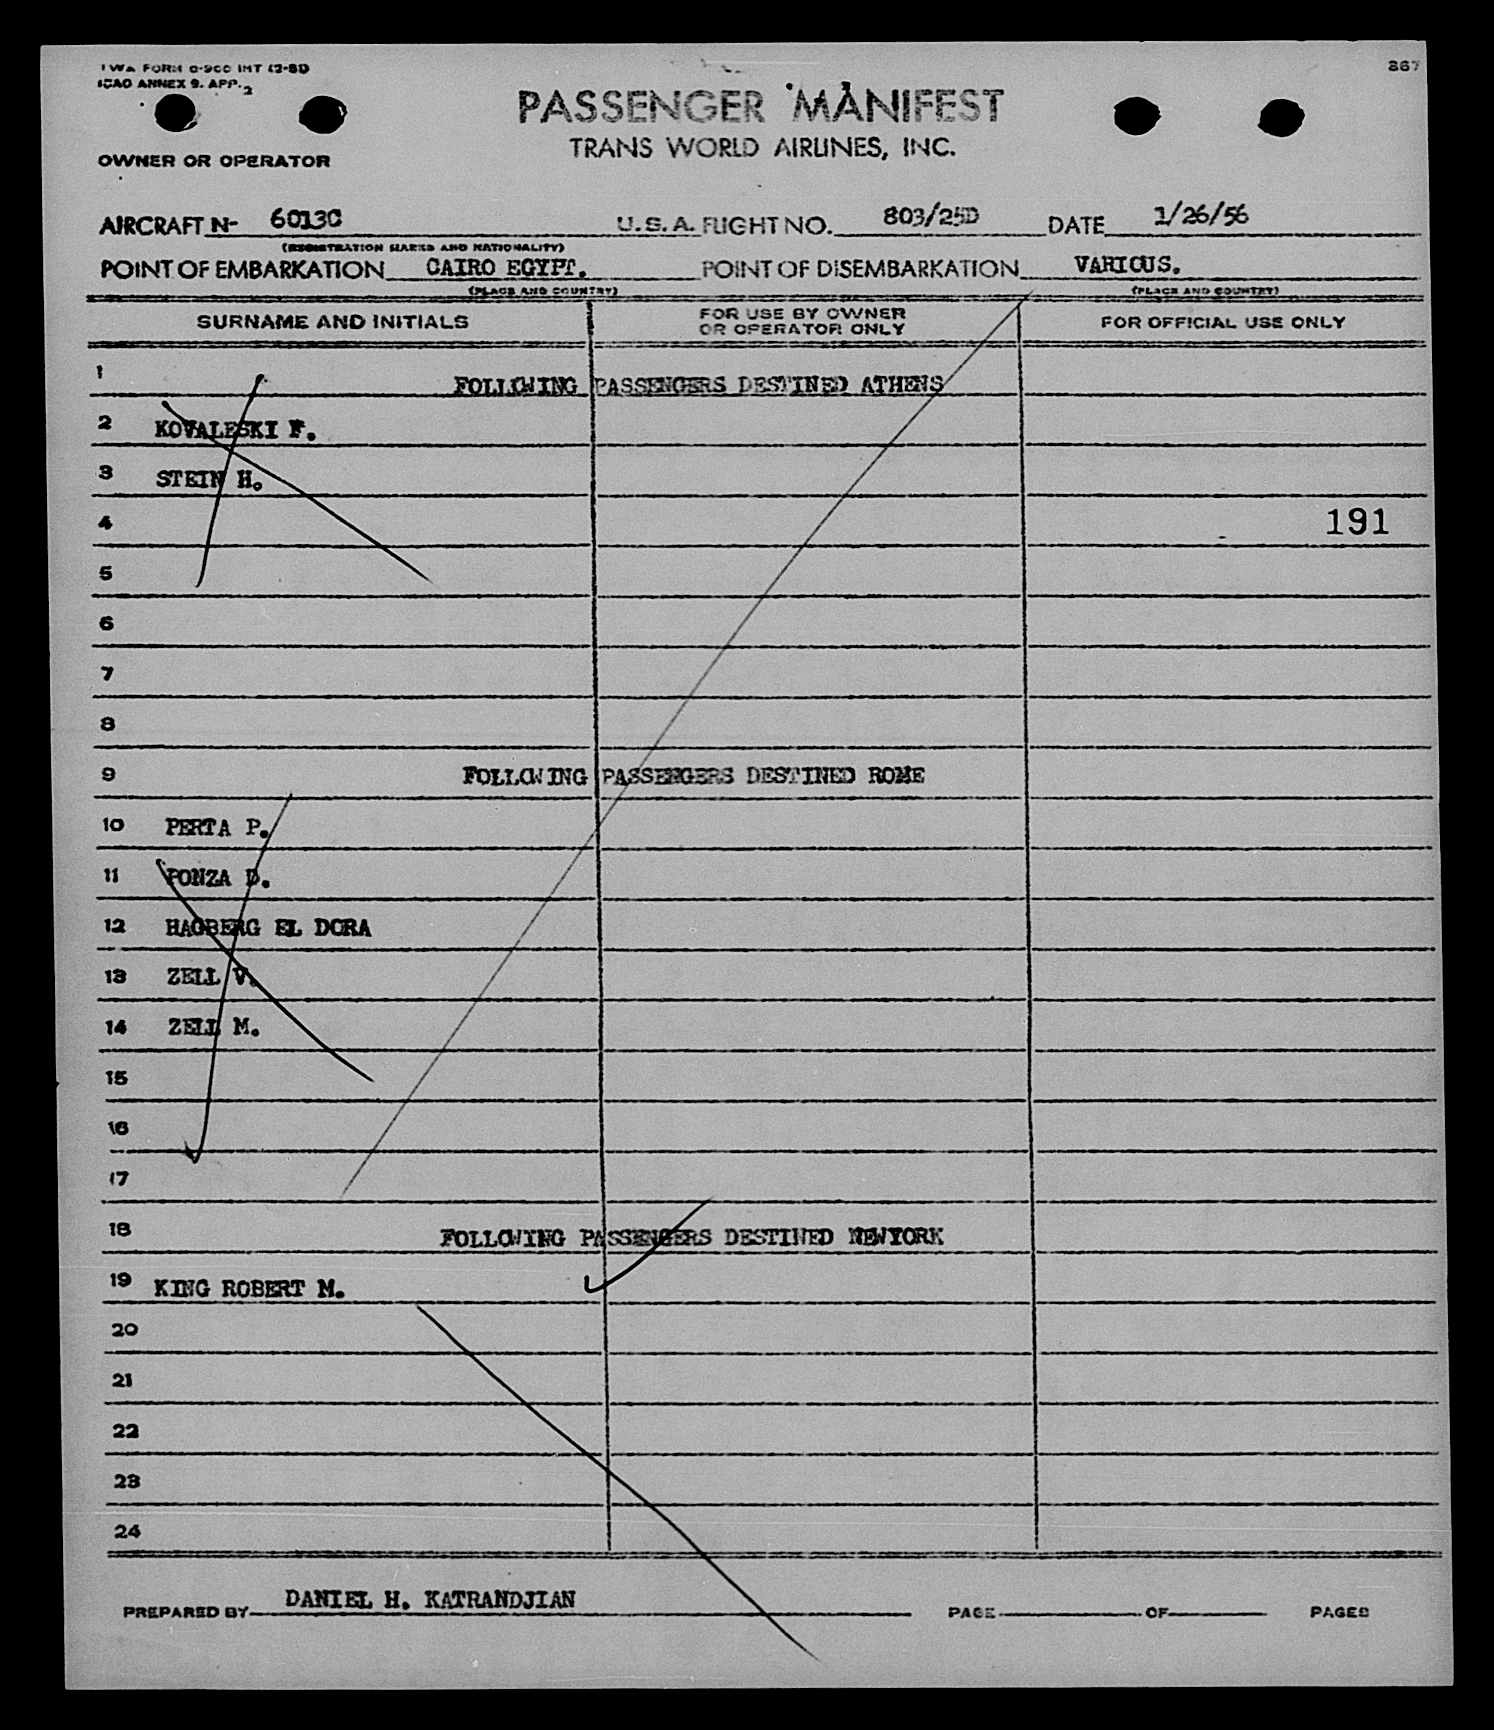 TWA FORM 0-9CC INT (2-5D
867
ICAO ANNEX 9. APP. 2
PASSENGER MANIFEST
TRANS WORLD AIRLINES, INC.
OWNER OR OPERATOR
AIRCRAFT N- 6013C U.S.A. FLIGHT NO. 803/25D DATE 1/26/56
(REGISTRATION MARKS AND NATIONALITY)
POINT OF EMBARKATION CAIRO EGYPT. POINT OF DISEMBARKATION VARIOUS.
(PLACE AND COUNTRY) (PLACE AND COUNTRY)
SURNAME AND INITIALS FOR USE BY OWNER OR OPERATOR ONLY FOR OFFICIAL USE ONLY
1 FOLLOWING PASSENGERS DESTINED ATHENS
2 KOVALESKI F.
3 STEIN H.
4 191
5
6
7
8
9 FOLLOWING PASSENGERS DESTINED ROME
10 PERTA P.
11 PONZA D.
12 HAGBERG EL DORA
13 ZELL V.
14 ZELL M.
15
16
17
18 FOLLOWING PASSENGERS DESTINED NEWYORK
19 KING ROBERT M.
20
21
22
23
24
PREPARED BY DANIEL H. KATRANDJIAN PAGE OF PAGES